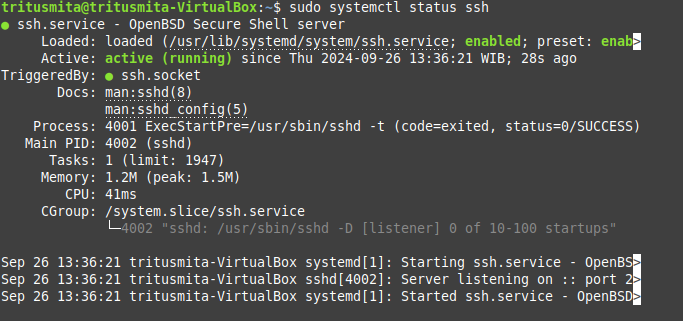 tritusmita@tritusmita-VirtualBox:~$ sudo systemctl status ssh
● ssh.service - OpenBSD Secure Shell server
     Loaded: loaded (/usr/lib/systemd/system/ssh.service; enabled; preset: enab>
     Active: active (running) since Thu 2024-09-26 13:36:21 WIB; 28s ago
TriggeredBy: ● ssh.socket
       Docs: man:sshd(8)
             man:sshd_config(5)
    Process: 4001 ExecStartPre=/usr/sbin/sshd -t (code=exited, status=0/SUCCESS)
   Main PID: 4002 (sshd)
      Tasks: 1 (limit: 1947)
     Memory: 1.2M (peak: 1.5M)
        CPU: 41ms
     CGroup: /system.slice/ssh.service
             └─4002 "sshd: /usr/sbin/sshd -D [listener] 0 of 10-100 startups"

Sep 26 13:36:21 tritusmita-VirtualBox systemd[1]: Starting ssh.service - OpenBS>
Sep 26 13:36:21 tritusmita-VirtualBox sshd[4002]: Server listening on :: port 2>
Sep 26 13:36:21 tritusmita-VirtualBox systemd[1]: Started ssh.service - OpenBSD>